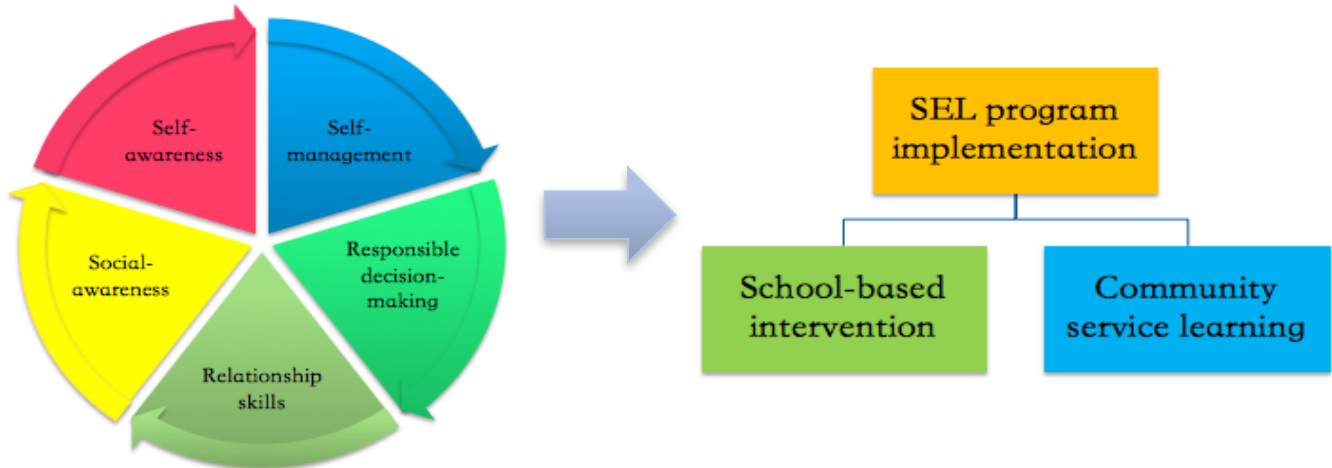 Self-
awareness
Self-
management
Responsible
decision-
making
Relationship
skills
Social-
awareness
SEL program
implementation
School-based
intervention
Community
service learning